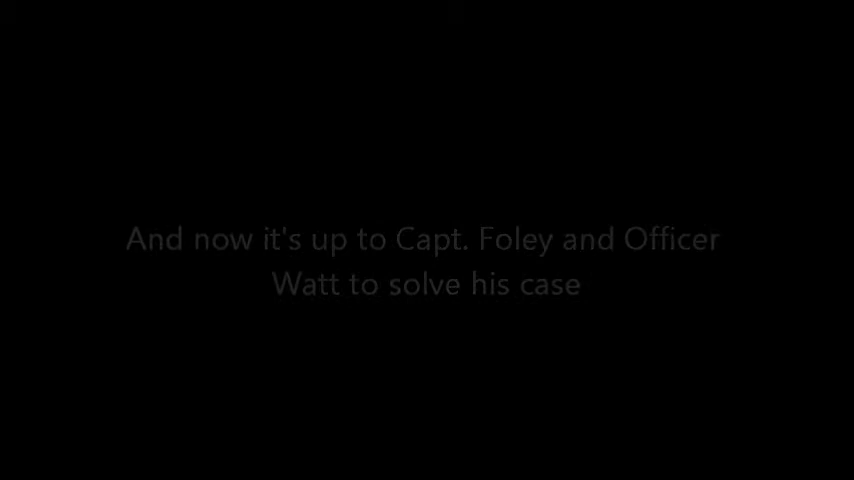 And now it's up to Capt. Foley and Officer
Watt to solve his case